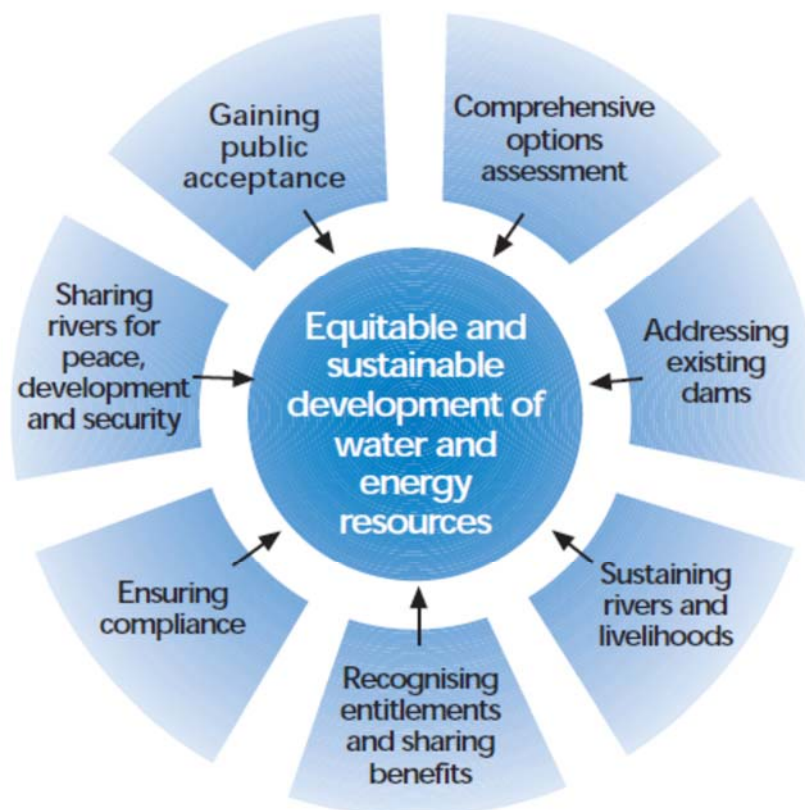 Gaining
public
acceptance
Comprehensive
options
assessment
Sharing
rivers for
peace,
development
and security
Equitable and
sustainable
development of
water and
energy
resources
Addressing
existing
dams
Ensuring
compliance
Recognising
entitlements
and sharing
benefits
Sustaining
rivers and
livelihoods